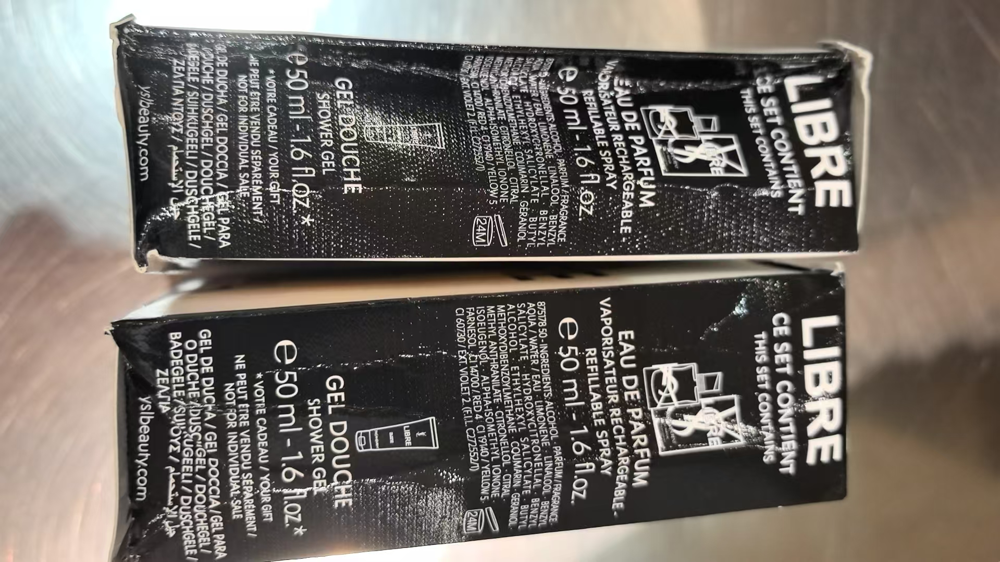 LIBRE
CE SET CONTIENT
THIS SET CONTAINS
EAU DE PARFUM
VAPORISATEUR RECHARGEABLE -
REFILLABLE SPRAY
e 50 ml - 1.6 fl.oz.
INGREDIENTS: ALCOHOL · PARFUM / FRAGRANCE
AQUA / WATER / EAU · LIMONENE · LINALOOL · BENZYL
SALICYLATE · HYDROXYCITRONELLAL · BENZYL
ALCOHOL · ETHYLHEXYL SALICYLATE · BUTYL
METHOXYDIBENZOYLMETHANE · COUMARIN · GERANIOL ·
METHYL ANTHRANILATE · CITRONELLOL · CITRAL
ISOEUGENOL · ALPHA-ISOMETHYL IONONE ·
FARNESOL · CI 14700 / RED 4 · CI 19140 / YELLOW 5
CI 60730 / EXT. VIOLET 2. (F.I.L. C272552/1)
24M
GEL DOUCHE
SHOWER GEL
e 50 ml - 1.6 fl.oz.*
* VOTRE CADEAU / YOUR GIFT
NE PEUT ÊTRE VENDU SÉPARÉMENT /
NOT FOR INDIVIDUAL SALE
GEL DE DUCHA / GEL DOCCIA / GEL PARA
DUCHE / DUSCHGEL / DOUCHEGEL /
BADEGELE / SUIHKUGEELI / DUSCHGELE /
ΖΕΛ ΓΙΑ ΝΤΟΥΣ / جل الاستحمام
yslbeauty.com
LIBRE
CE SET CONTIENT
THIS SET CONTAINS
EAU DE PARFUM
VAPORISATEUR RECHARGEABLE -
REFILLABLE SPRAY
e 50 ml - 1.6 fl.oz.
8751178 50 - INGREDIENTS: ALCOHOL · PARFUM / FRAGRANCE
AQUA / WATER / EAU · LIMONENE · LINALOOL · BENZYL
SALICYLATE · HYDROXYCITRONELLAL · BENZYL
ALCOHOL · ETHYLHEXYL SALICYLATE · BUTYL
METHOXYDIBENZOYLMETHANE · COUMARIN · GERANIOL
METHYL ANTHRANILATE · CITRONELLOL · CITRAL
ISOEUGENOL · ALPHA-ISOMETHYL IONONE ·
FARNESOL · CI 14700 / RED 4 · CI 19140 / YELLOW 5 ·
CI 60730 / EXT. VIOLET 2. (F.I.L. C272552/1)
24M
LIBRE
GEL DOUCHE
SHOWER GEL
e 50 ml - 1.6 fl.oz.*
* VOTRE CADEAU / YOUR GIFT
NE PEUT ÊTRE VENDU SÉPARÉMENT /
NOT FOR INDIVIDUAL SALE
GEL DE DUCHA / GEL DOCCIA / GEL PARA
O DUCHE / DUSCHGEL / DOUCHEGEL /
BADEGELE / SUIHKUGEELI / DUSCHGELE /
ΖΕΛ ΓΙΑ ΝΤΟΥΣ / جل الاستحمام
yslbeauty.com